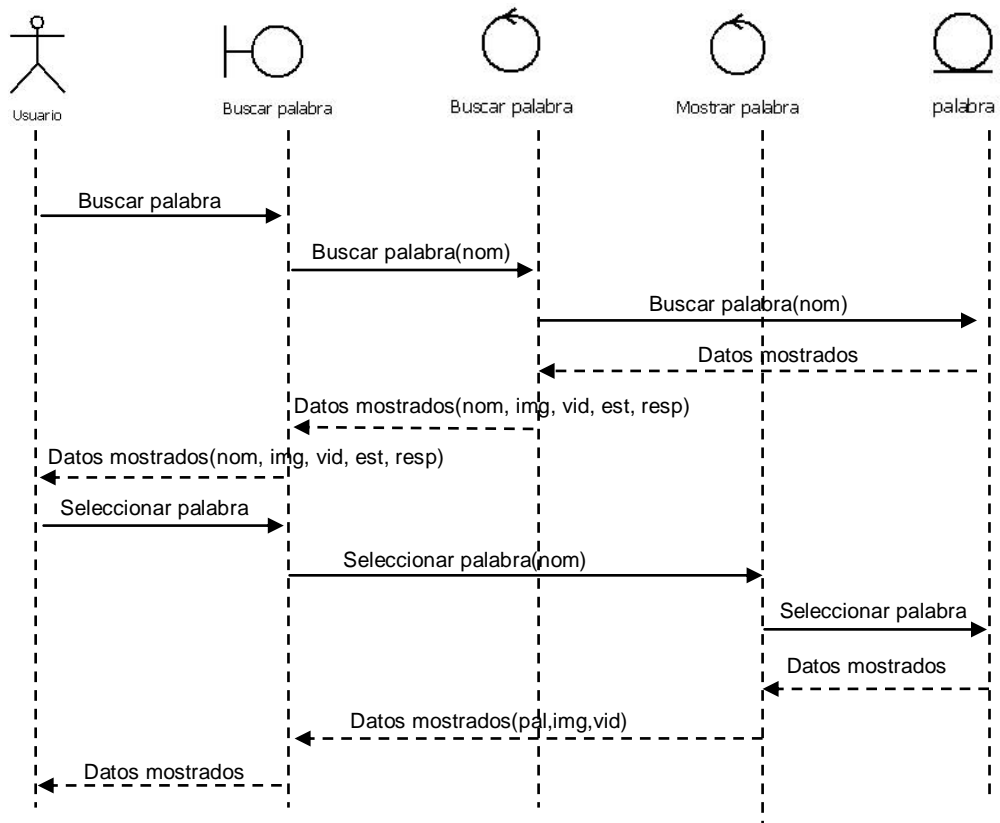 Usuario
Buscar palabra
Buscar palabra
Mostrar palabra
palabra
Buscar palabra
Buscar palabra(nom)
Buscar palabra(nom)
Datos mostrados
Datos mostrados(nom, img, vid, est, resp)
Datos mostrados(nom, img, vid, est, resp)
Seleccionar palabra
Seleccionar palabra(nom)
Seleccionar palabra
Datos mostrados
Datos mostrados(pal,img,vid)
Datos mostrados